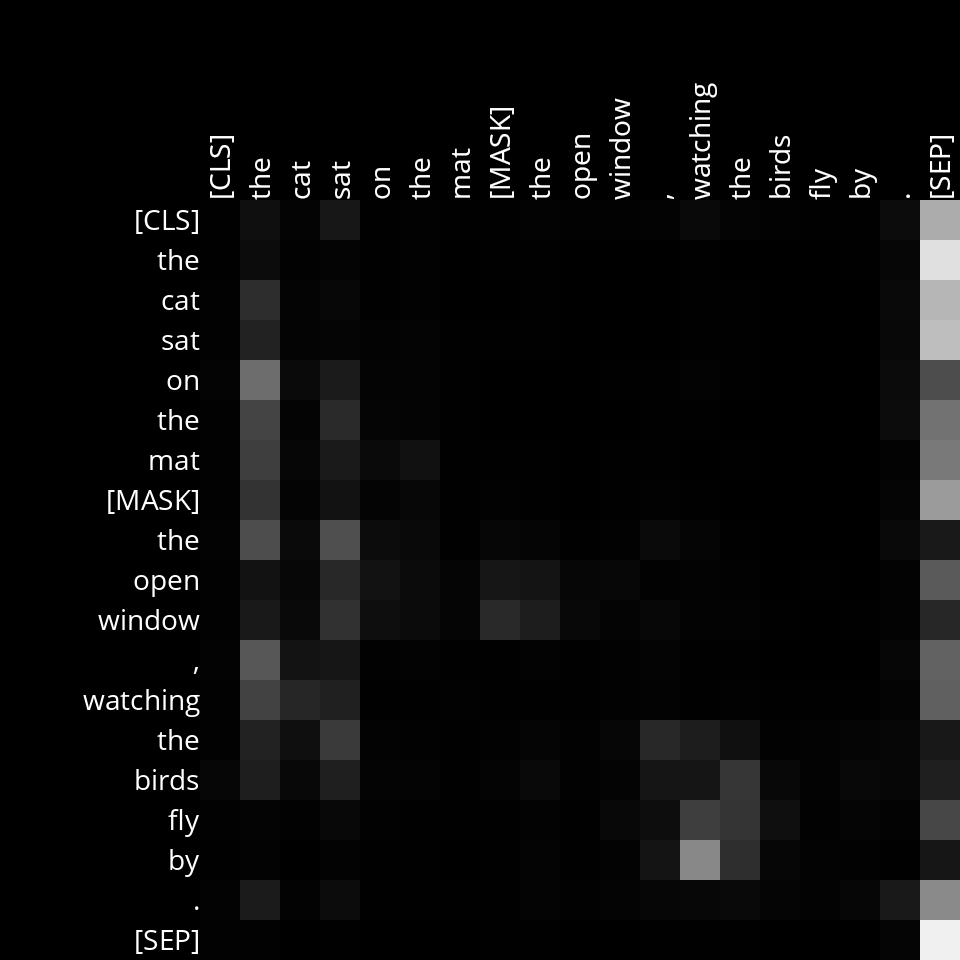 [CLS] the cat sat on the mat [MASK] the open window , watching the birds fly by . [SEP]
[CLS]
the
cat
sat
on
the
mat
[MASK]
the
open
window
,
watching
the
birds
fly
by
.
[SEP]